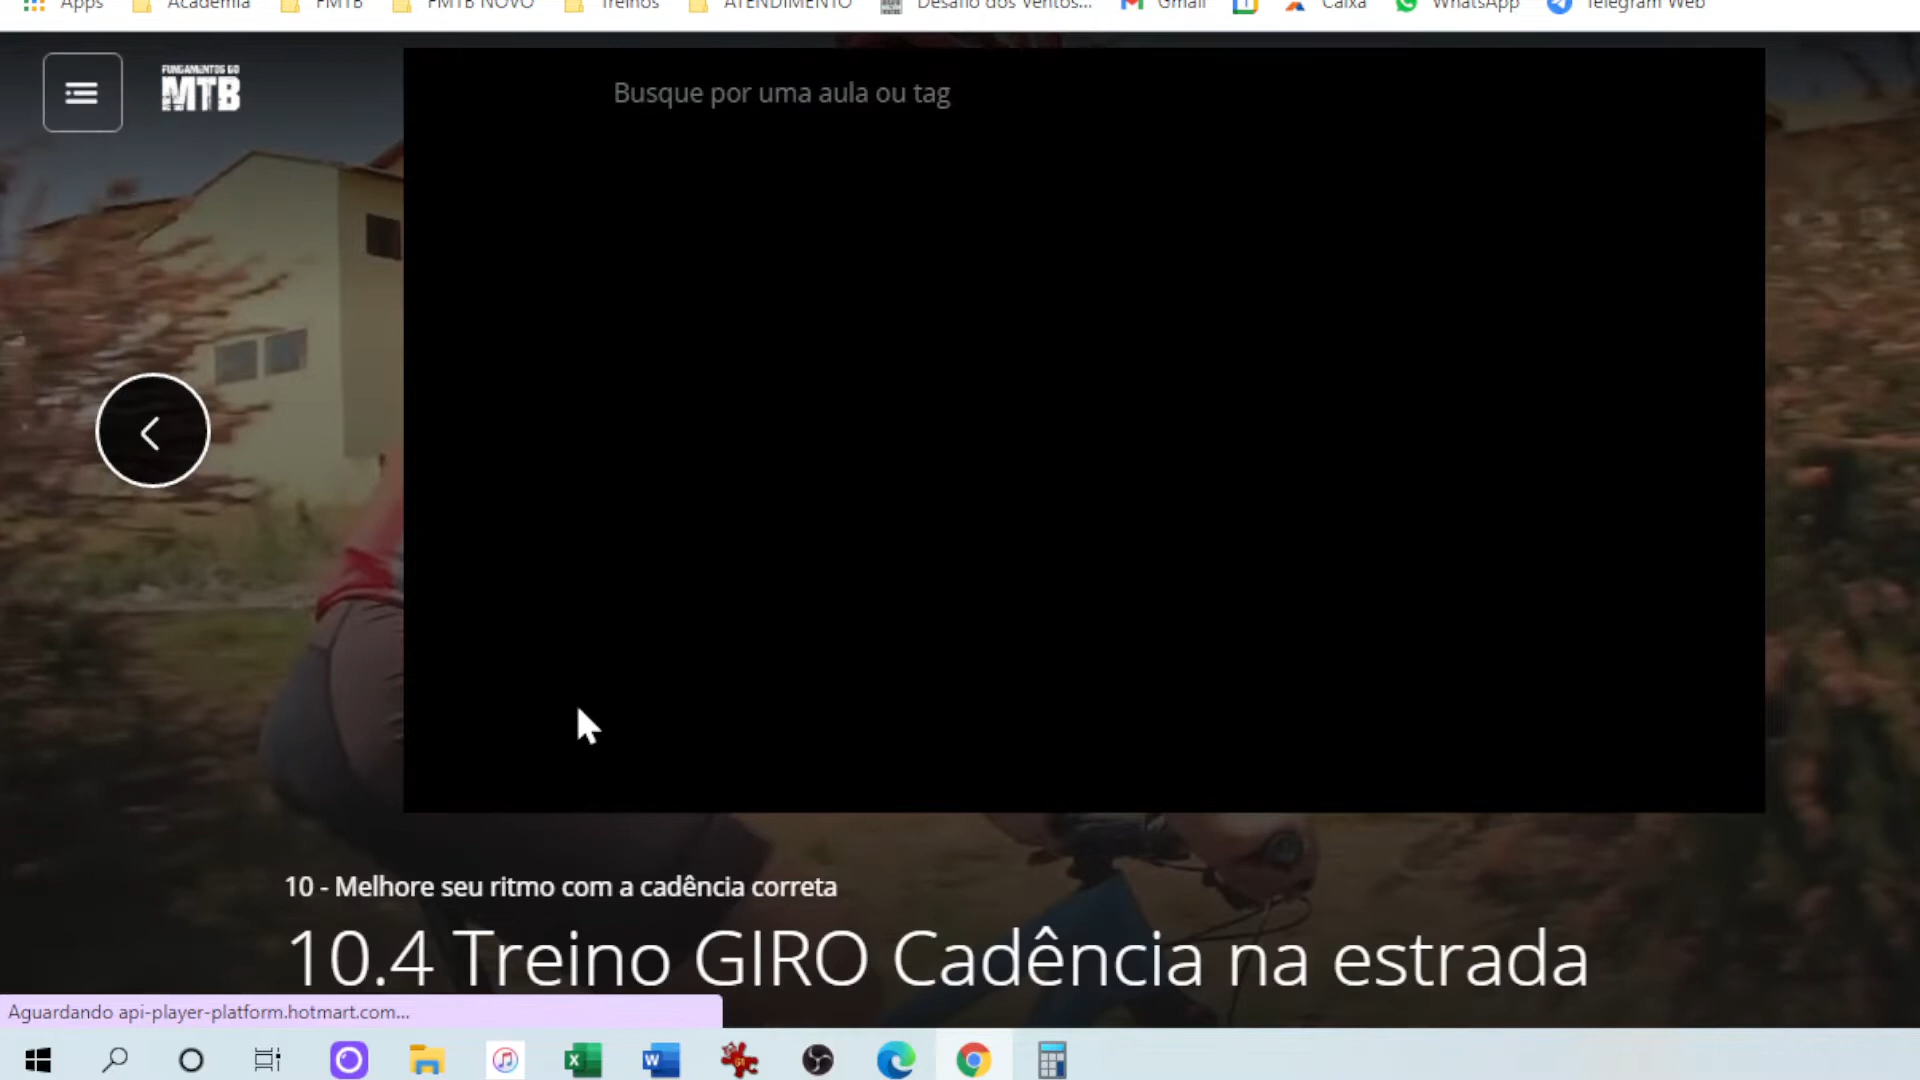 Apps Academia FMTB FMTB NOVO Treinos ATENDIMENTO Desafio dos Ventos... Gmail Caixa WhatsApp Telegram Web
FUNDAMENTOS DO
MTB
Busque por uma aula ou tag
10 - Melhore seu ritmo com a cadência correta
10.4 Treino GIRO Cadência na estrada
Aguardando api-player-platform.hotmart.com...